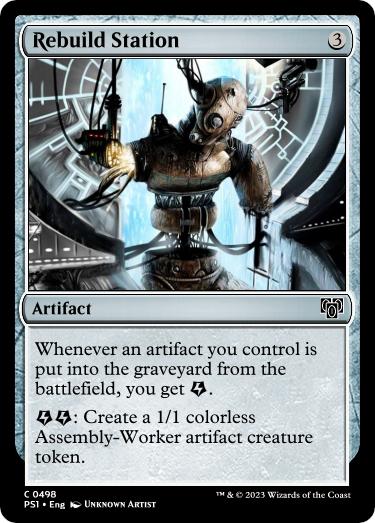 Rebuild Station 3
Artifact
Whenever an artifact you control is
put into the graveyard from the
battlefield, you get .
: Create a 1/1 colorless
Assembly-Worker artifact creature
token.
C 0498
PS1 • Eng Unknown Artist
™ & © 2023 Wizards of the Coast